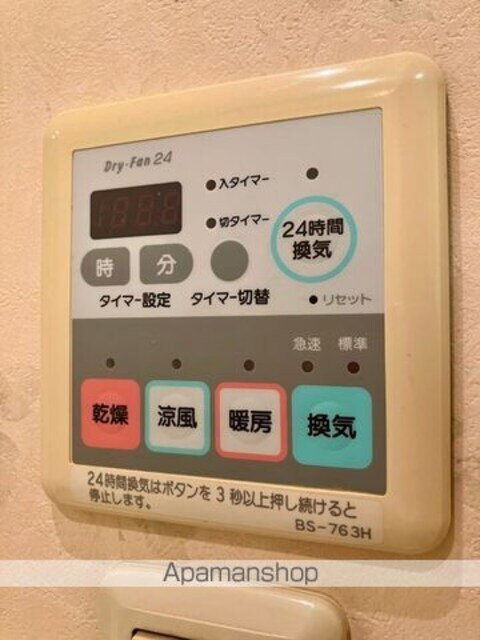 Dry-Fan 24
入タイマー
切タイマー
24時間
換気
時 分
タイマー設定 タイマー切替
リセット
急速 標準
乾燥 涼風 暖房 換気
24時間換気はボタンを3秒以上押し続けると
停止します。
BS-763H
Apamanshop